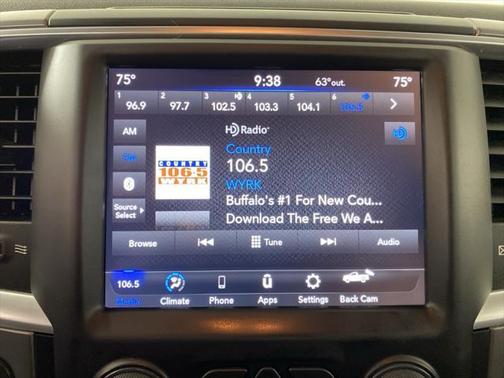 75° 9:38 63° out. 75°
1 2 3 HD 4 5 6
96.9 97.7 102.5 103.3 104.1 106.5
AM
HD Radio
FM
Country
COUNTRY
106.5
WYRK
106.5
WYRK
Source
Select
Buffalo's #1 For New Cou...
Download The Free We A...
Browse Tune Audio
106.5
Radio Climate Phone Apps Settings Back Cam